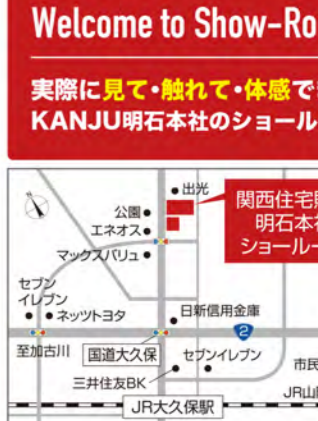 Welcome to Show-Ro
実際に見て・触れて・体感で
KANJU明石本社のショール
出光
公園
エネオス
マックスバリュ
関西住宅販
明石本社
ショールー
セブン
イレブン
ネッツトヨタ
日新信用金庫
2
至加古川
国道大久保
セブンイレブン
市民
三井住友BK
JR山陽
JR大久保駅